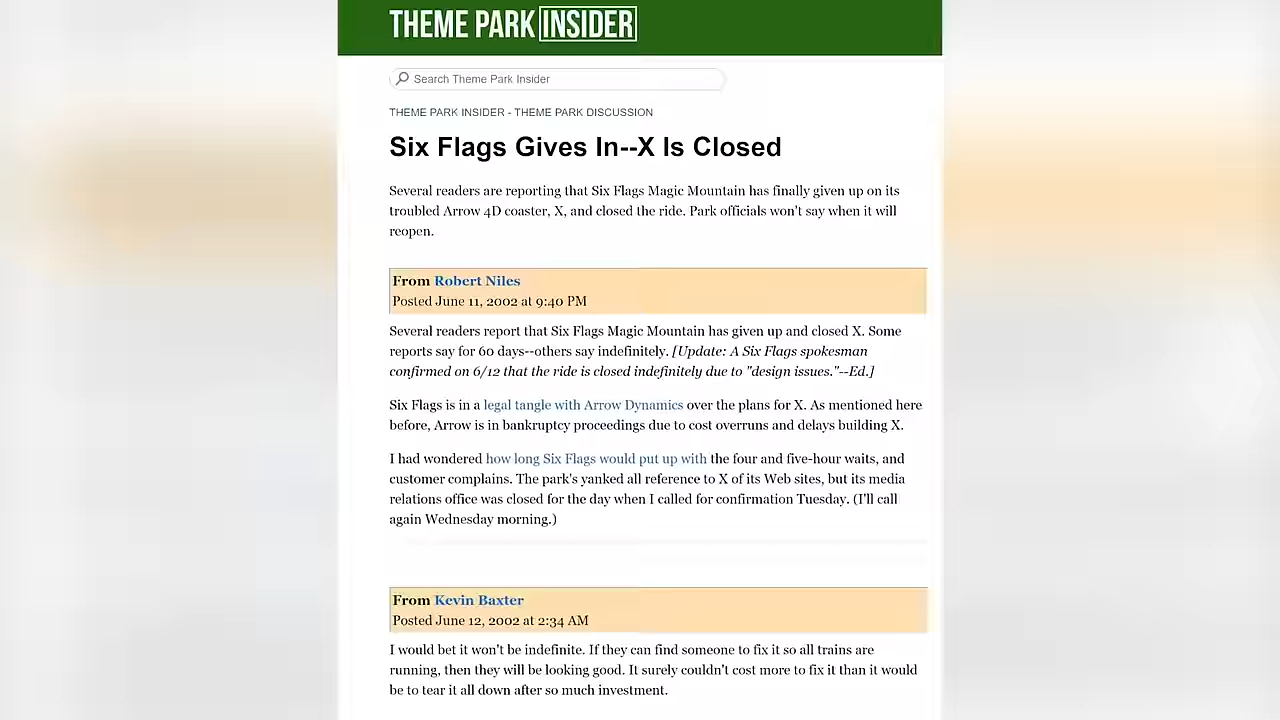 THEME PARK INSIDER
Search Theme Park Insider
THEME PARK INSIDER - THEME PARK DISCUSSION
Six Flags Gives In--X Is Closed
Several readers are reporting that Six Flags Magic Mountain has finally given up on its
troubled Arrow 4D coaster, X, and closed the ride. Park officials won't say when it will
reopen.
From Robert Niles
Posted June 11, 2002 at 9:40 PM
Several readers report that Six Flags Magic Mountain has given up and closed X. Some
reports say for 60 days--others say indefinitely. [Update: A Six Flags spokesman
confirmed on 6/12 that the ride is closed indefinitely due to "design issues."--Ed.]
Six Flags is in a legal tangle with Arrow Dynamics over the plans for X. As mentioned here
before, Arrow is in bankruptcy proceedings due to cost overruns and delays building X.
I had wondered how long Six Flags would put up with the four and five-hour waits, and
customer complains. The park's yanked all reference to X of its Web sites, but its media
relations office was closed for the day when I called for confirmation Tuesday. (I'll call
again Wednesday morning.)
From Kevin Baxter
Posted June 12, 2002 at 2:34 AM
I would bet it won't be indefinite. If they can find someone to fix it so all trains are
running, then they will be looking good. It surely couldn't cost more to fix it than it would
be to tear it all down after so much investment.